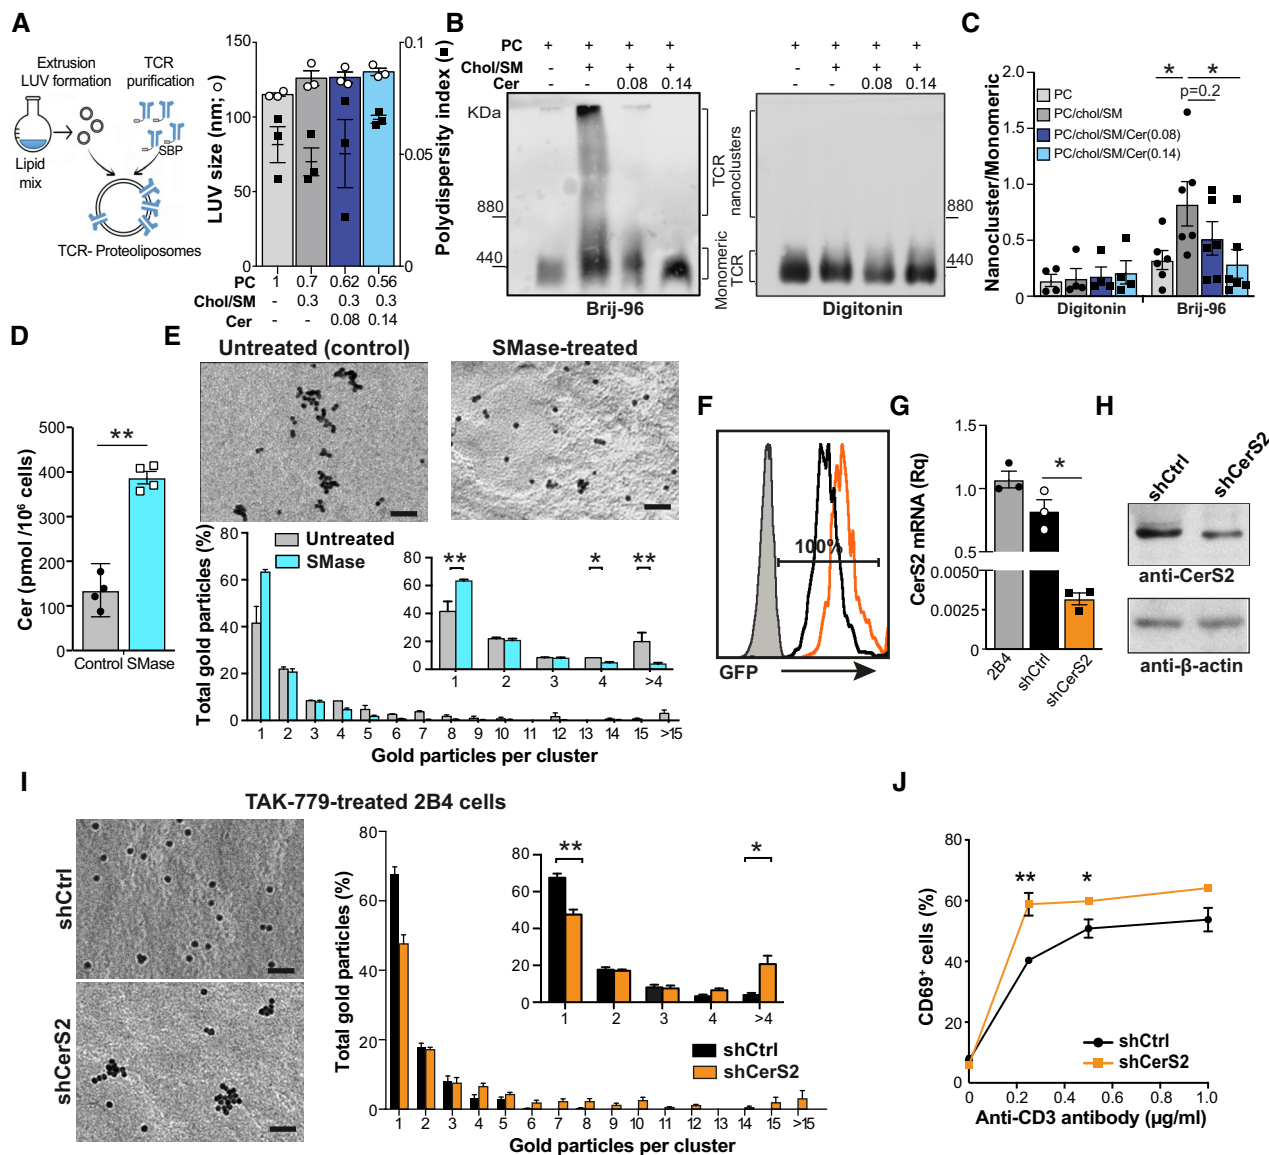 A
Extrusion
LUV formation
TCR
purification
SBP
Lipid
mix
TCR- Proteoliposomes
LUV size (nm; ○)
150
100
50
0
0.1
0.05
0
Polydispersity index (■)
PC 1 0.7 0.62 0.56
Chol/SM - 0.3 0.3 0.3
Cer - - 0.08 0.14
B
PC + + + +
Chol/SM - + + +
Cer - - 0.08 0.14
KDa
880
440
TCR
nanoclusters
Monomeric
TCR
Brij-96
+ + + +
- + + +
- - 0.08 0.14
880
440
Digitonin
C
Nanocluster/Monomeric
2.0
1.5
1.0
0.5
0
PC
PC/chol/SM
PC/chol/SM/Cer(0.08)
PC/chol/SM/Cer(0.14)
* *
p=0.2
Digitonin Brij-96
D
Cer (pmol /10⁶ cells)
500
400
300
200
100
0
**
Control SMase
E
Untreated (control)
SMase-treated
Total gold particles (%)
80
60
40
20
0
Untreated
SMase
80
60
40
20
0
** * **
1 2 3 4 >4
1 2 3 4 5 6 7 8 9 10 11 12 13 14 15 >15
Gold particles per cluster
F
100%
GFP
G
CerS2 mRNA (Rq)
1.5
1.0
0.5
0.0050
0.0025
0
*
2B4
shCtrl
shCerS2
H
shCtrl
shCerS2
anti-CerS2
anti-β-actin
I
TAK-779-treated 2B4 cells
shCtrl
shCerS2
Total gold particles (%)
80
60
40
20
0
80
60
40
20
0
** *
1 2 3 4 >4
shCtrl
shCerS2
1 2 3 4 5 6 7 8 9 10 11 12 13 14 15 >15
Gold particles per cluster
J
CD69⁺ cells (%)
80
60
40
20
0
** *
shCtrl
shCerS2
0 0.2 0.4 0.6 0.8 1.0
Anti-CD3 antibody (µg/ml)